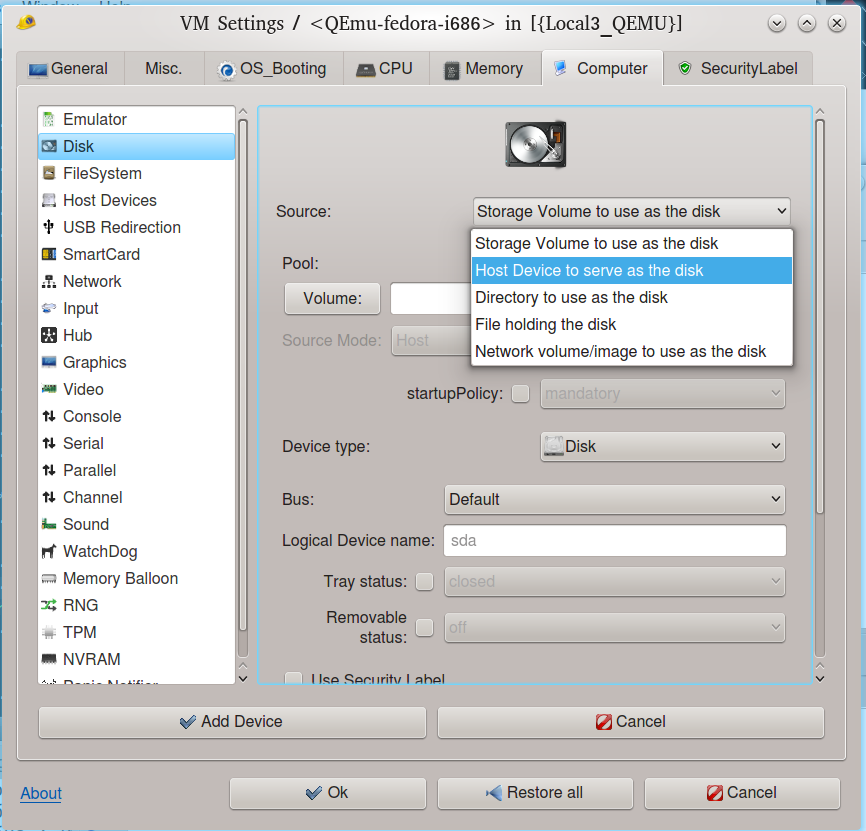 Window Help
VM Settings / <QEmu-fedora-i686> in [{Local3_QEMU}]
General Misc. OS_Booting CPU Memory Computer SecurityLabel
Emulator
Disk
FileSystem
Host Devices
USB Redirection
SmartCard
Network
Input
Hub
Graphics
Video
Console
Serial
Parallel
Channel
Sound
WatchDog
Memory Balloon
RNG
TPM
NVRAM
Panic Notifier
Source: Storage Volume to use as the disk
Storage Volume to use as the disk
Host Device to serve as the disk
Directory to use as the disk
File holding the disk
Network volume/image to use as the disk
Pool:
Volume:
Source Mode: Host
startupPolicy: mandatory
Device type: Disk
Bus: Default
Logical Device name: sda
Tray status: closed
Removable
status: off
Use Security Label
Add Device Cancel
About Ok Restore all Cancel